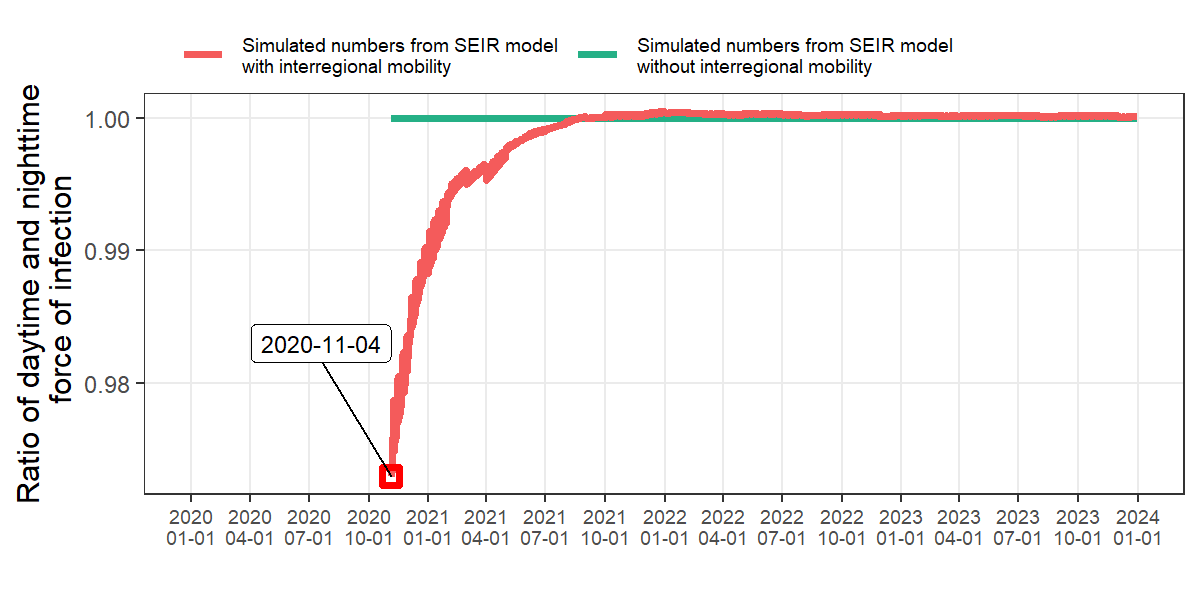 Simulated numbers from SEIR model
with interregional mobility
Simulated numbers from SEIR model
without interregional mobility
Ratio of daytime and nighttime
force of infection
1.00
0.99
0.98
2020-11-04
2020 2020 2020 2020 2021 2021 2021 2021 2022 2022 2022 2022 2023 2023 2023 2023 2024
01-01 04-01 07-01 10-01 01-01 04-01 07-01 10-01 01-01 04-01 07-01 10-01 01-01 04-01 07-01 10-01 01-01